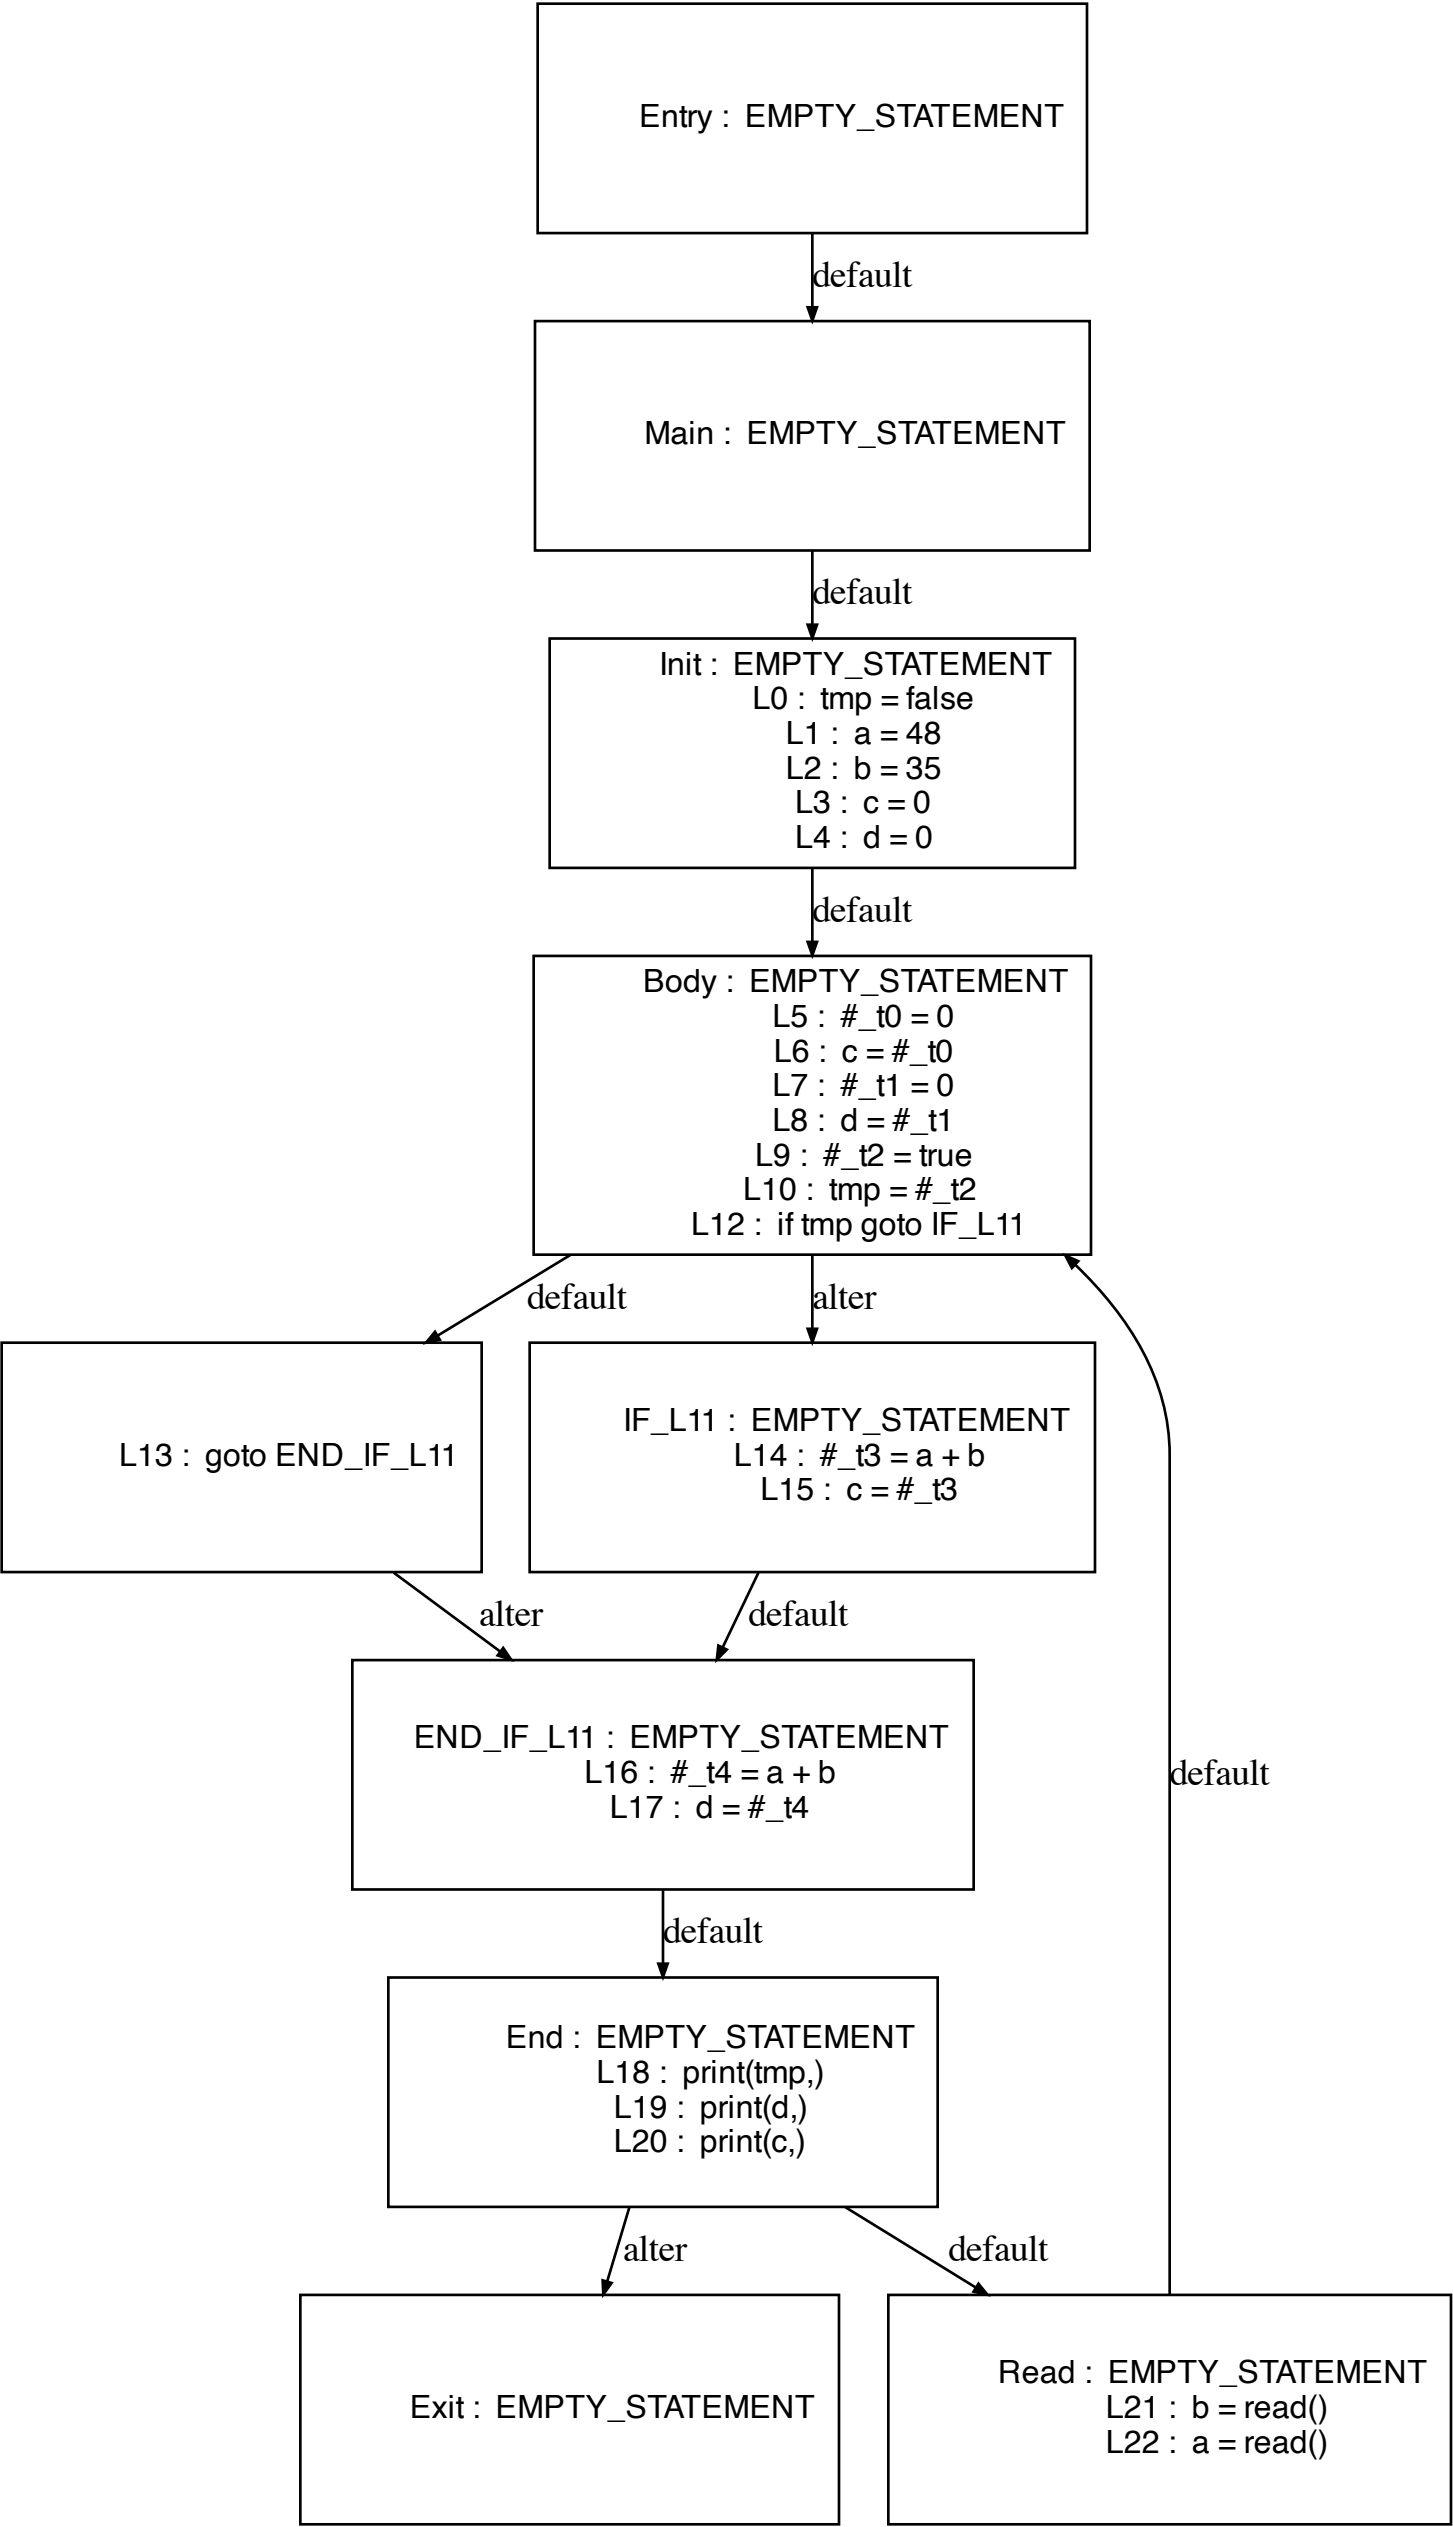 Entry : EMPTY_STATEMENT
default
Main : EMPTY_STATEMENT
default
Init : EMPTY_STATEMENT
L0 : tmp = false
L1 : a = 48
L2 : b = 35
L3 : c = 0
L4 : d = 0
default
Body : EMPTY_STATEMENT
L5 : #_t0 = 0
L6 : c = #_t0
L7 : #_t1 = 0
L8 : d = #_t1
L9 : #_t2 = true
L10 : tmp = #_t2
L12 : if tmp goto IF_L11
default
alter
L13 : goto END_IF_L11
IF_L11 : EMPTY_STATEMENT
L14 : #_t3 = a + b
L15 : c = #_t3
alter
default
END_IF_L11 : EMPTY_STATEMENT
L16 : #_t4 = a + b
L17 : d = #_t4
default
default
End : EMPTY_STATEMENT
L18 : print(tmp,)
L19 : print(d,)
L20 : print(c,)
alter
default
Exit : EMPTY_STATEMENT
Read : EMPTY_STATEMENT
L21 : b = read()
L22 : a = read()